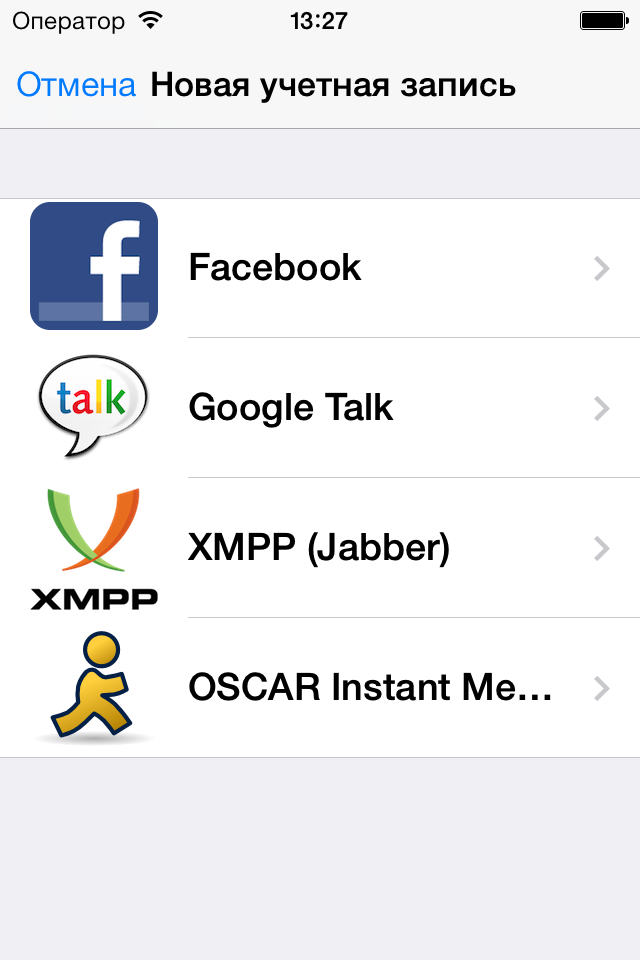 Оператор 13:27
Отмена Новая учетная запись
f
Facebook
talk
Google Talk
XMPP (Jabber)
XMPP
OSCAR Instant Me...